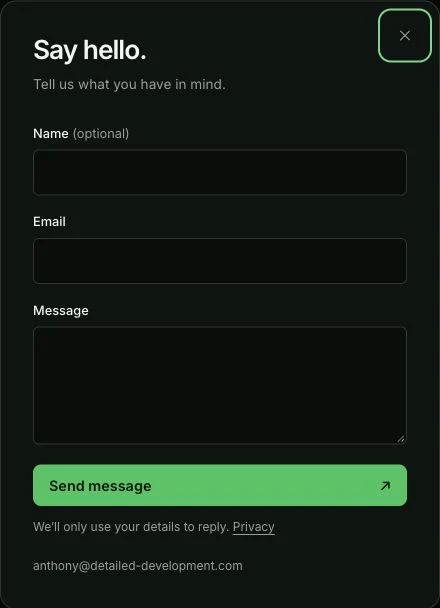 Say hello.
Tell us what you have in mind.
Name (optional)
Email
Message
Send message
We’ll only use your details to reply. Privacy
anthony@detailed-development.com